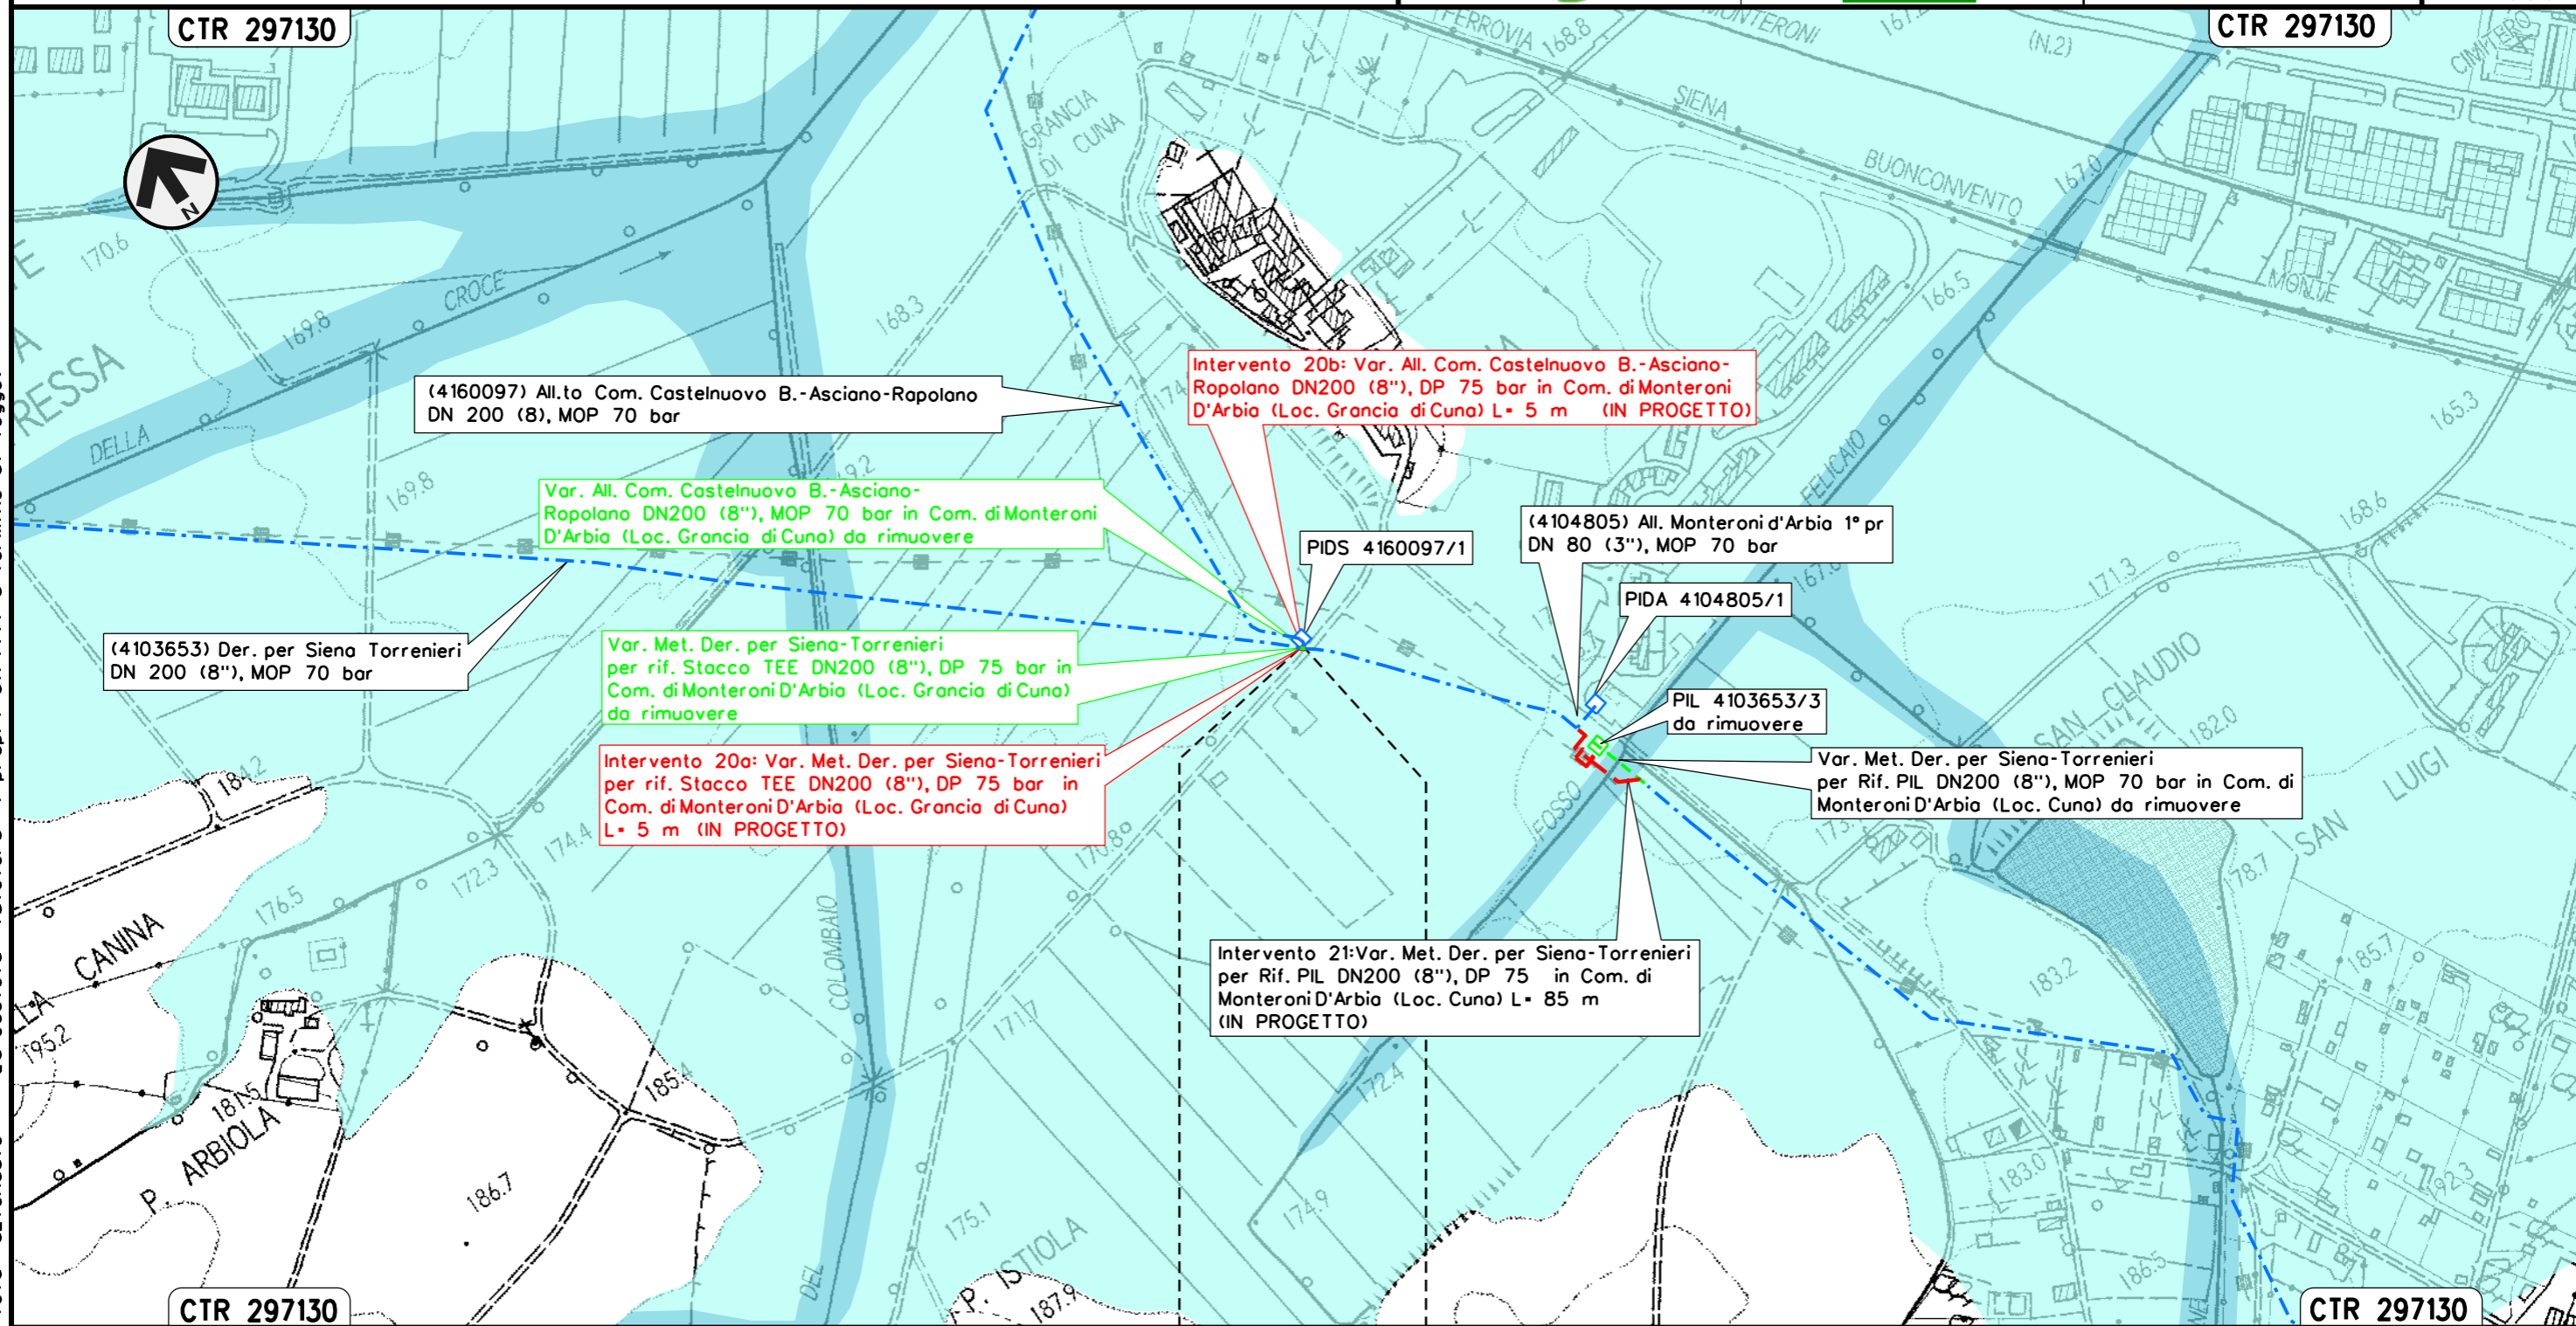 CTR 297130
CTR 297130
FERROVIA
168.8
MONTERONI
167.2
(N.2)
CIMITERO
SIENA
GRANCIA
DI CUNA
BUONCONVENTO
167.0
N
170.6
CROCE
169.8
168.3
166.5
MONTE
RESSA
DELLA
165.3
(4160097) All.to Com. Castelnuovo B.-Asciano-Rapolano
DN 200 (8), MOP 70 bar
Intervento 20b: Var. All. Com. Castelnuovo B.-Asciano-
Ropolano DN200 (8"), DP 75 bar in Com. di Monteroni
D'Arbia (Loc. Grancia di Cuna) L= 5 m (IN PROGETTO)
169.8
FELICAIO
168.6
Var. All. Com. Castelnuovo B.-Asciano-
Ropolano DN200 (8"), MOP 70 bar in Com. di Monteroni
D'Arbia (Loc. Grancia di Cuna) da rimuovere
PIDS 4160097/1
(4104805) All. Monteroni d'Arbia 1° pr
DN 80 (3"), MOP 70 bar
171.3
PIDA 4104805/1
(4103653) Der. per Siena Torrenieri
DN 200 (8"), MOP 70 bar
Var. Met. Der. per Siena-Torrenieri
per rif. Stacco TEE DN200 (8"), DP 75 bar in
Com. di Monteroni D'Arbia (Loc. Grancia di Cuna)
da rimuovere
PIL 4103653/3
da rimuovere
SAN CLAUDIO
182.0
SAN LUIGI
Intervento 20a: Var. Met. Der. per Siena-Torrenieri
per rif. Stacco TEE DN200 (8"), DP 75 bar in
Com. di Monteroni D'Arbia (Loc. Grancia di Cuna)
L= 5 m (IN PROGETTO)
Var. Met. Der. per Siena-Torrenieri
per Rif. PIL DN200 (8"), MOP 70 bar in Com. di
Monteroni D'Arbia (Loc. Cuna) da rimuovere
184.2
FOSSO
174.4
170.8
172.3
176.5
178.7
CANINA
COLOMBAIO
185.7
Intervento 21:Var. Met. Der. per Siena-Torrenieri
per Rif. PIL DN200 (8"), DP 75 in Com. di
Monteroni D'Arbia (Loc. Cuna) L= 85 m
(IN PROGETTO)
183.2
195.2
171.7
185.4
172.4
181.5
P. ARBIOLA
186.7
175.1
174.9
183.0
192.3
P. ISTIOLA
187.9
DEL
186.5
CTR 297130
CTR 297130